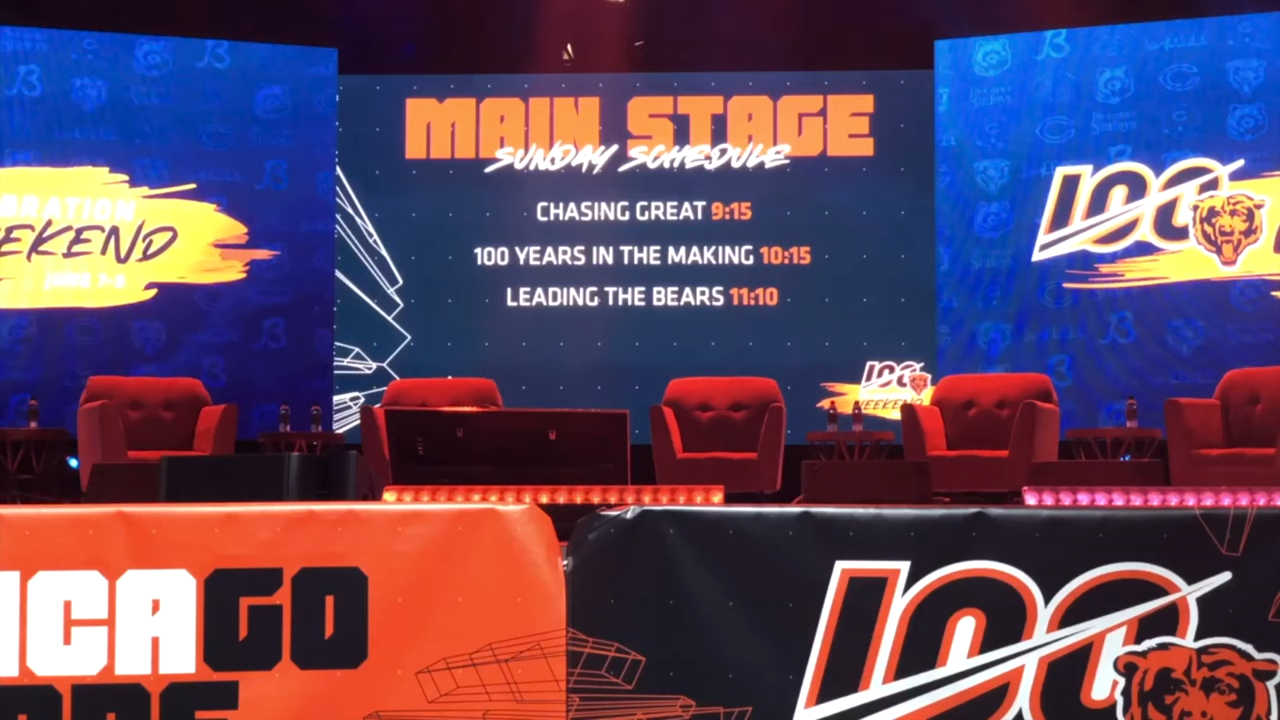 MAIN STAGE
SUNDAY SCHEDULE
CHASING GREAT 9:15
100 YEARS IN THE MAKING 10:15
LEADING THE BEARS 11:10
100
WEEKEND
100
ICAGO
100